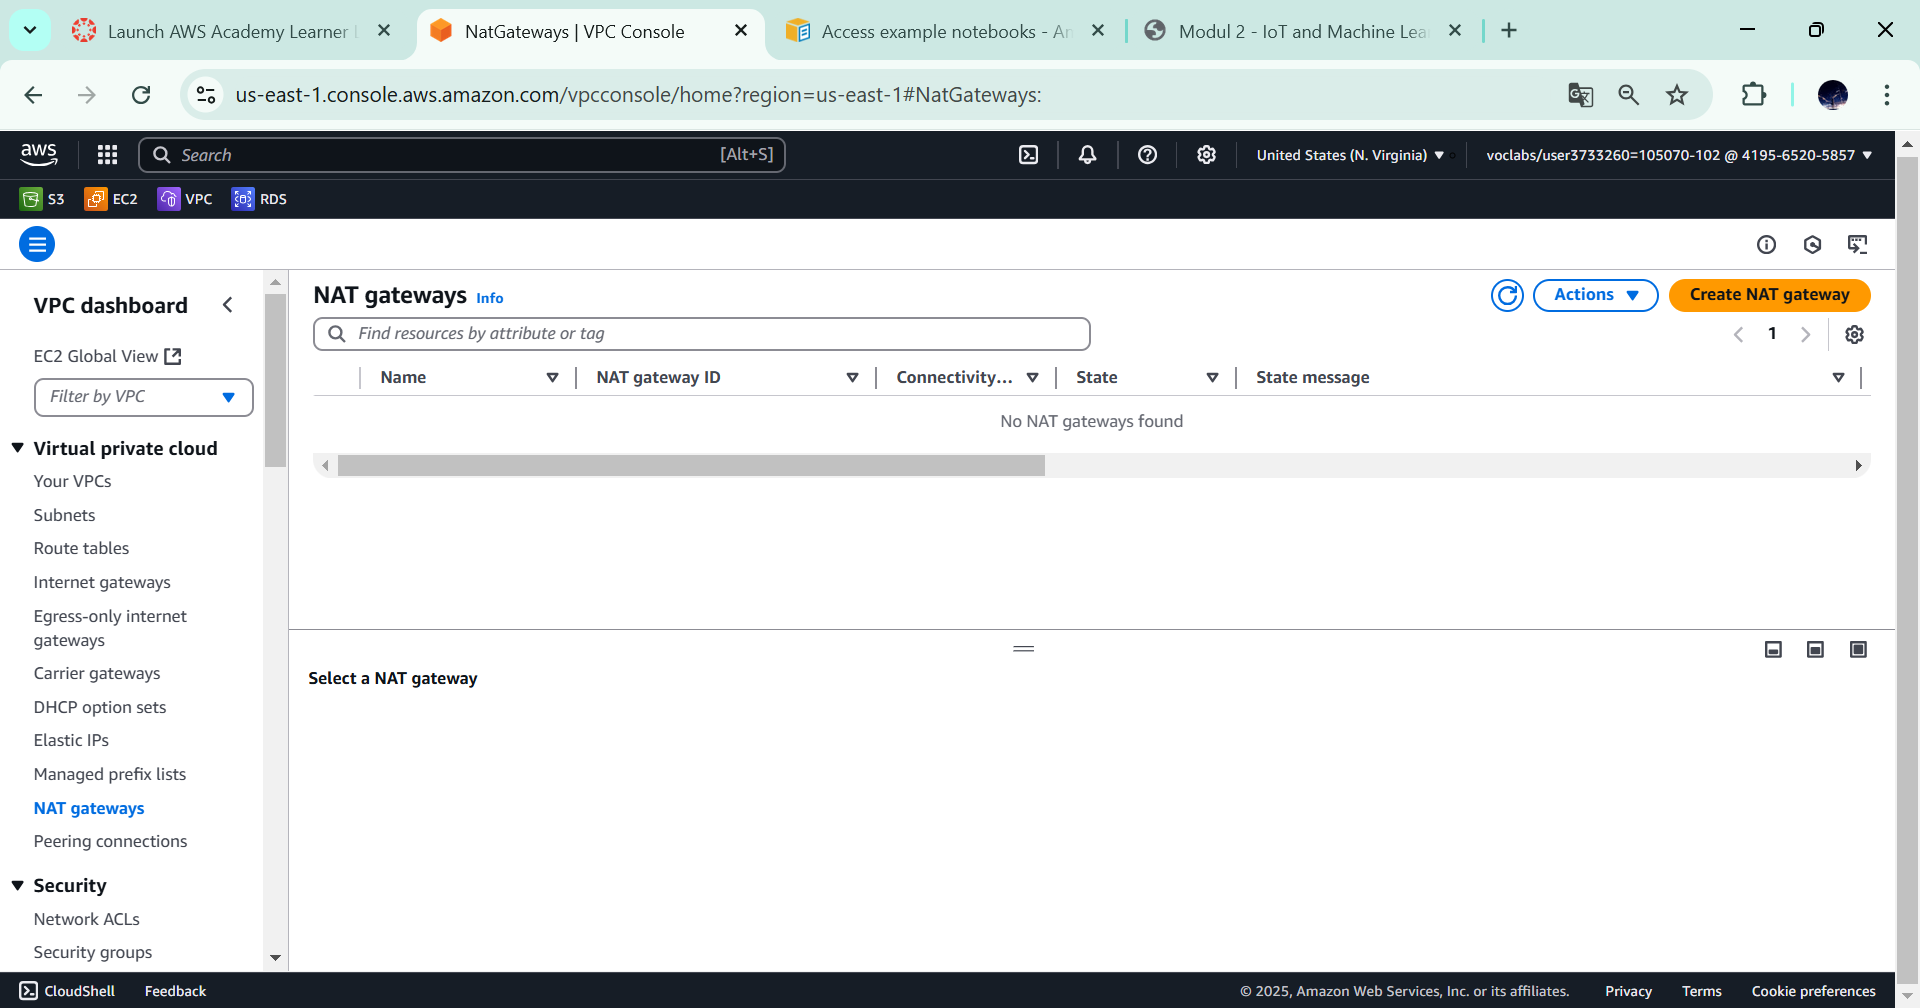 Launch AWS Academy Learner
NatGateways | VPC Console
Access example notebooks - Am
Modul 2 - IoT and Machine Lea
us-east-1.console.aws.amazon.com/vpcconsole/home?region=us-east-1#NatGateways:
aws
Search
[Alt+S]
United States (N. Virginia)
voclabs/user3733260=105070-102 @ 4195-6520-5857
S3
EC2
VPC
RDS
VPC dashboard
EC2 Global View
Filter by VPC
Virtual private cloud
Your VPCs
Subnets
Route tables
Internet gateways
Egress-only internet
gateways
Carrier gateways
DHCP option sets
Elastic IPs
Managed prefix lists
NAT gateways
Peering connections
Security
Network ACLs
Security groups
NAT gateways Info
Actions
Create NAT gateway
Find resources by attribute or tag
1
Name
NAT gateway ID
Connectivity...
State
State message
No NAT gateways found
Select a NAT gateway
CloudShell
Feedback
© 2025, Amazon Web Services, Inc. or its affiliates.
Privacy
Terms
Cookie preferences